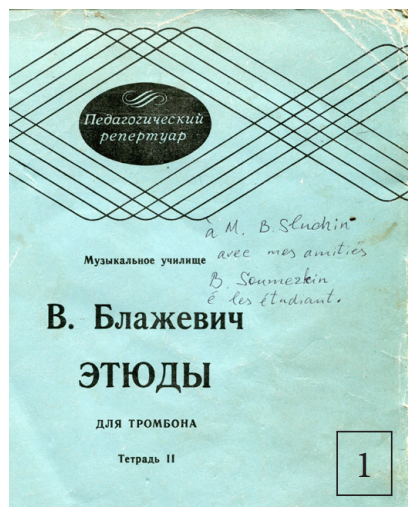 Педагогический
репертуар
à M. B. Sluchin
avec mes amitiés
B. Soumezkin
é les étudiant.
Музыкальное училище
В. Блажевич
ЭТЮДЫ
ДЛЯ ТРОМБОНА
Тетрадь II
1